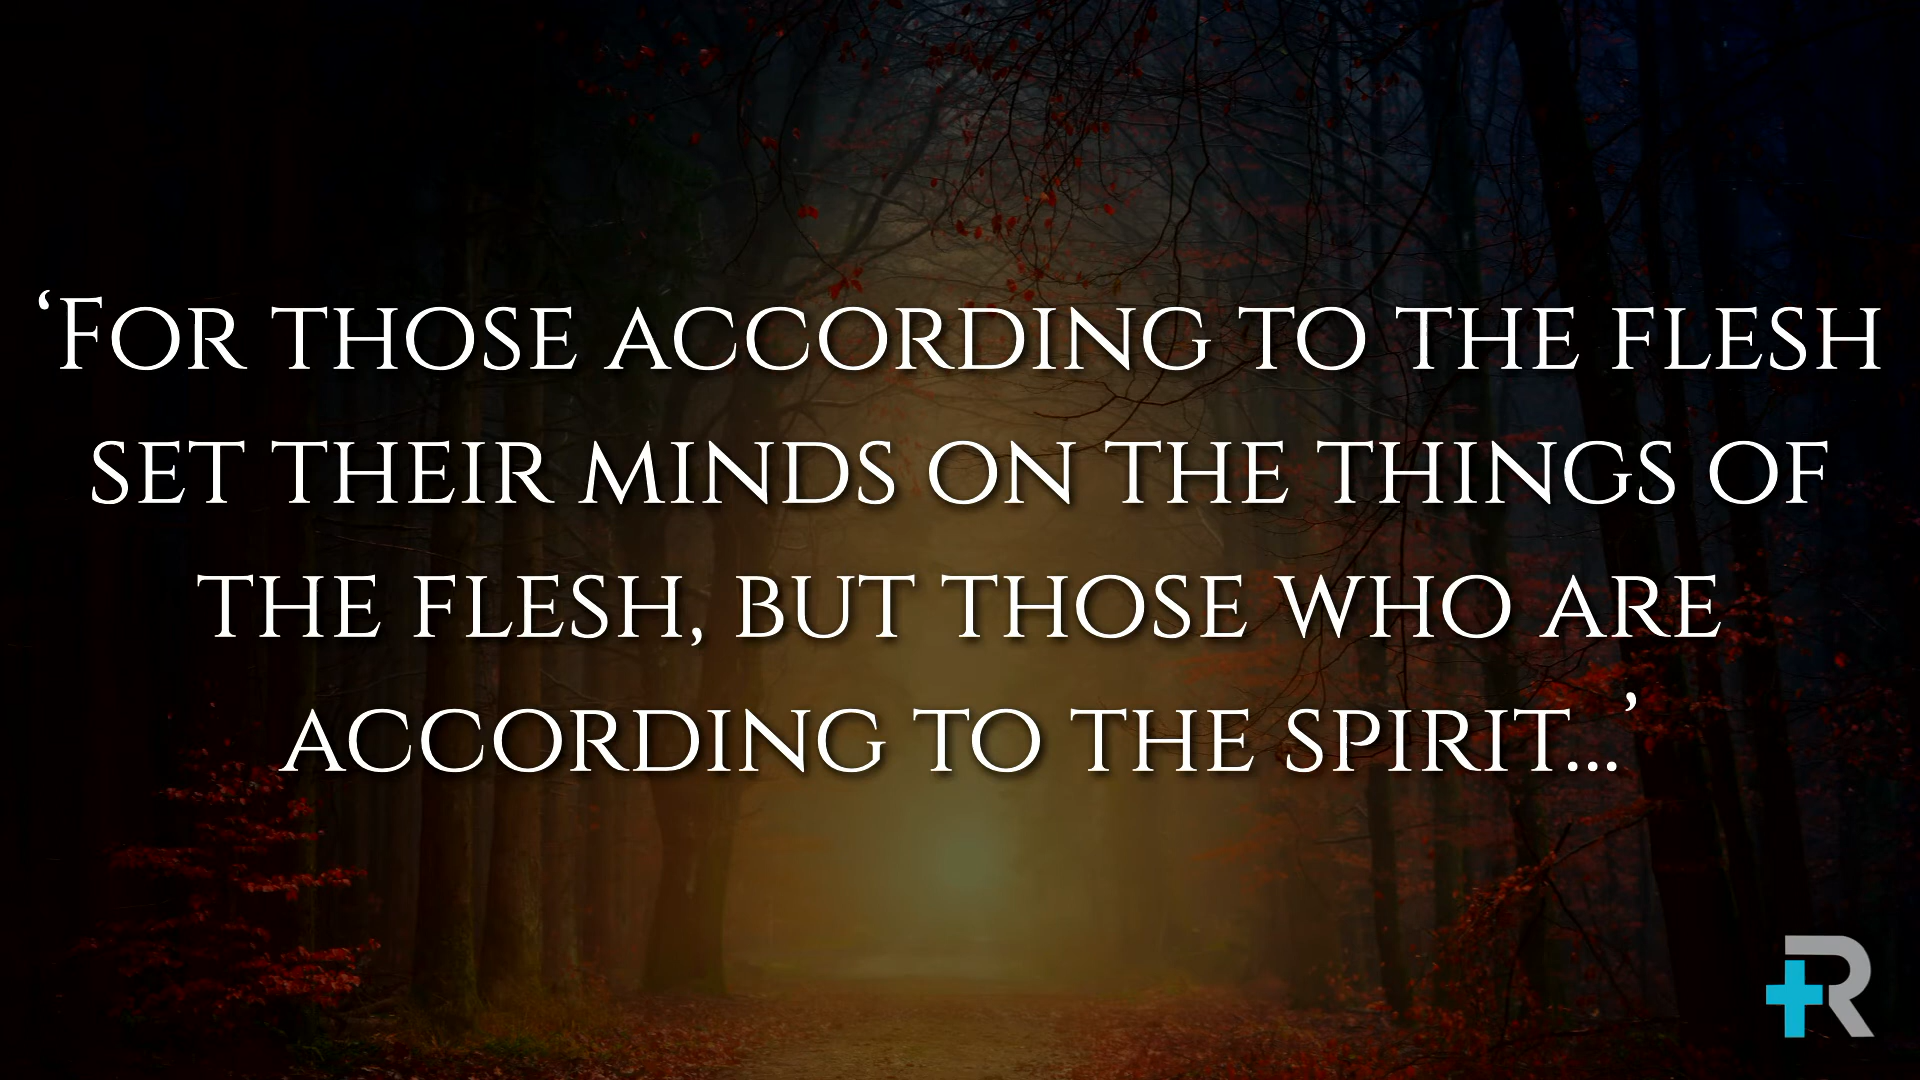 ‘For those according to the flesh
set their minds on the things of
the flesh, but those who are
according to the spirit...’
R